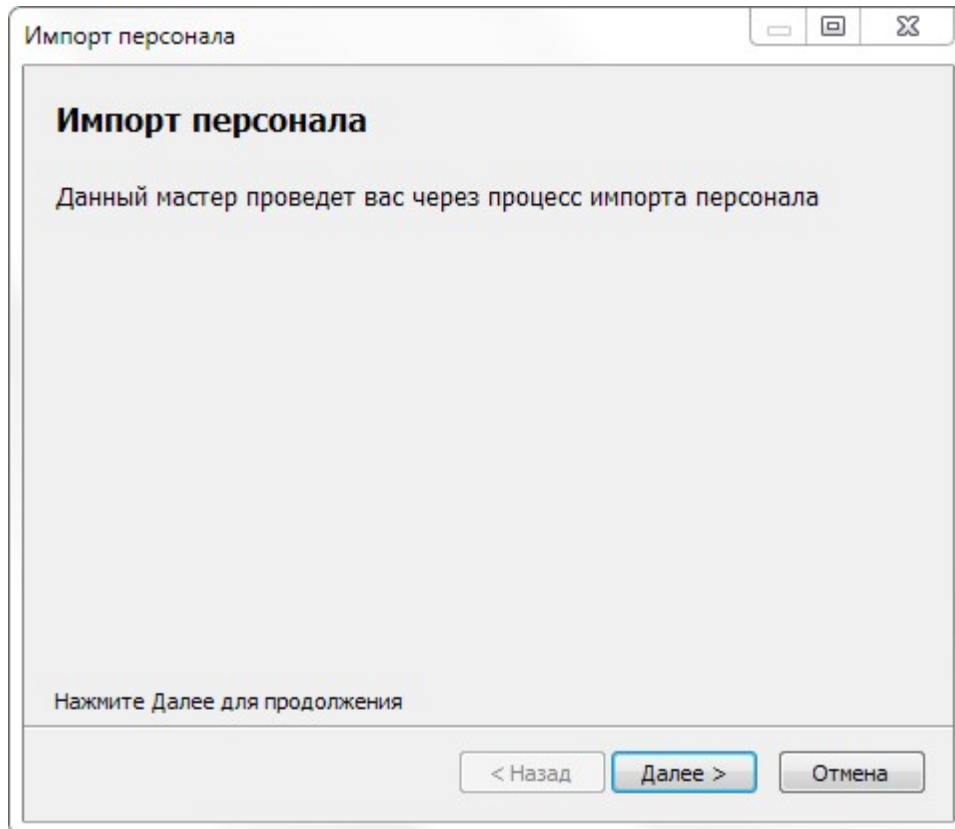 Импорт персонала
Импорт персонала
Данный мастер проведет вас через процесс импорта персонала
Нажмите Далее для продолжения
< Назад Далее > Отмена